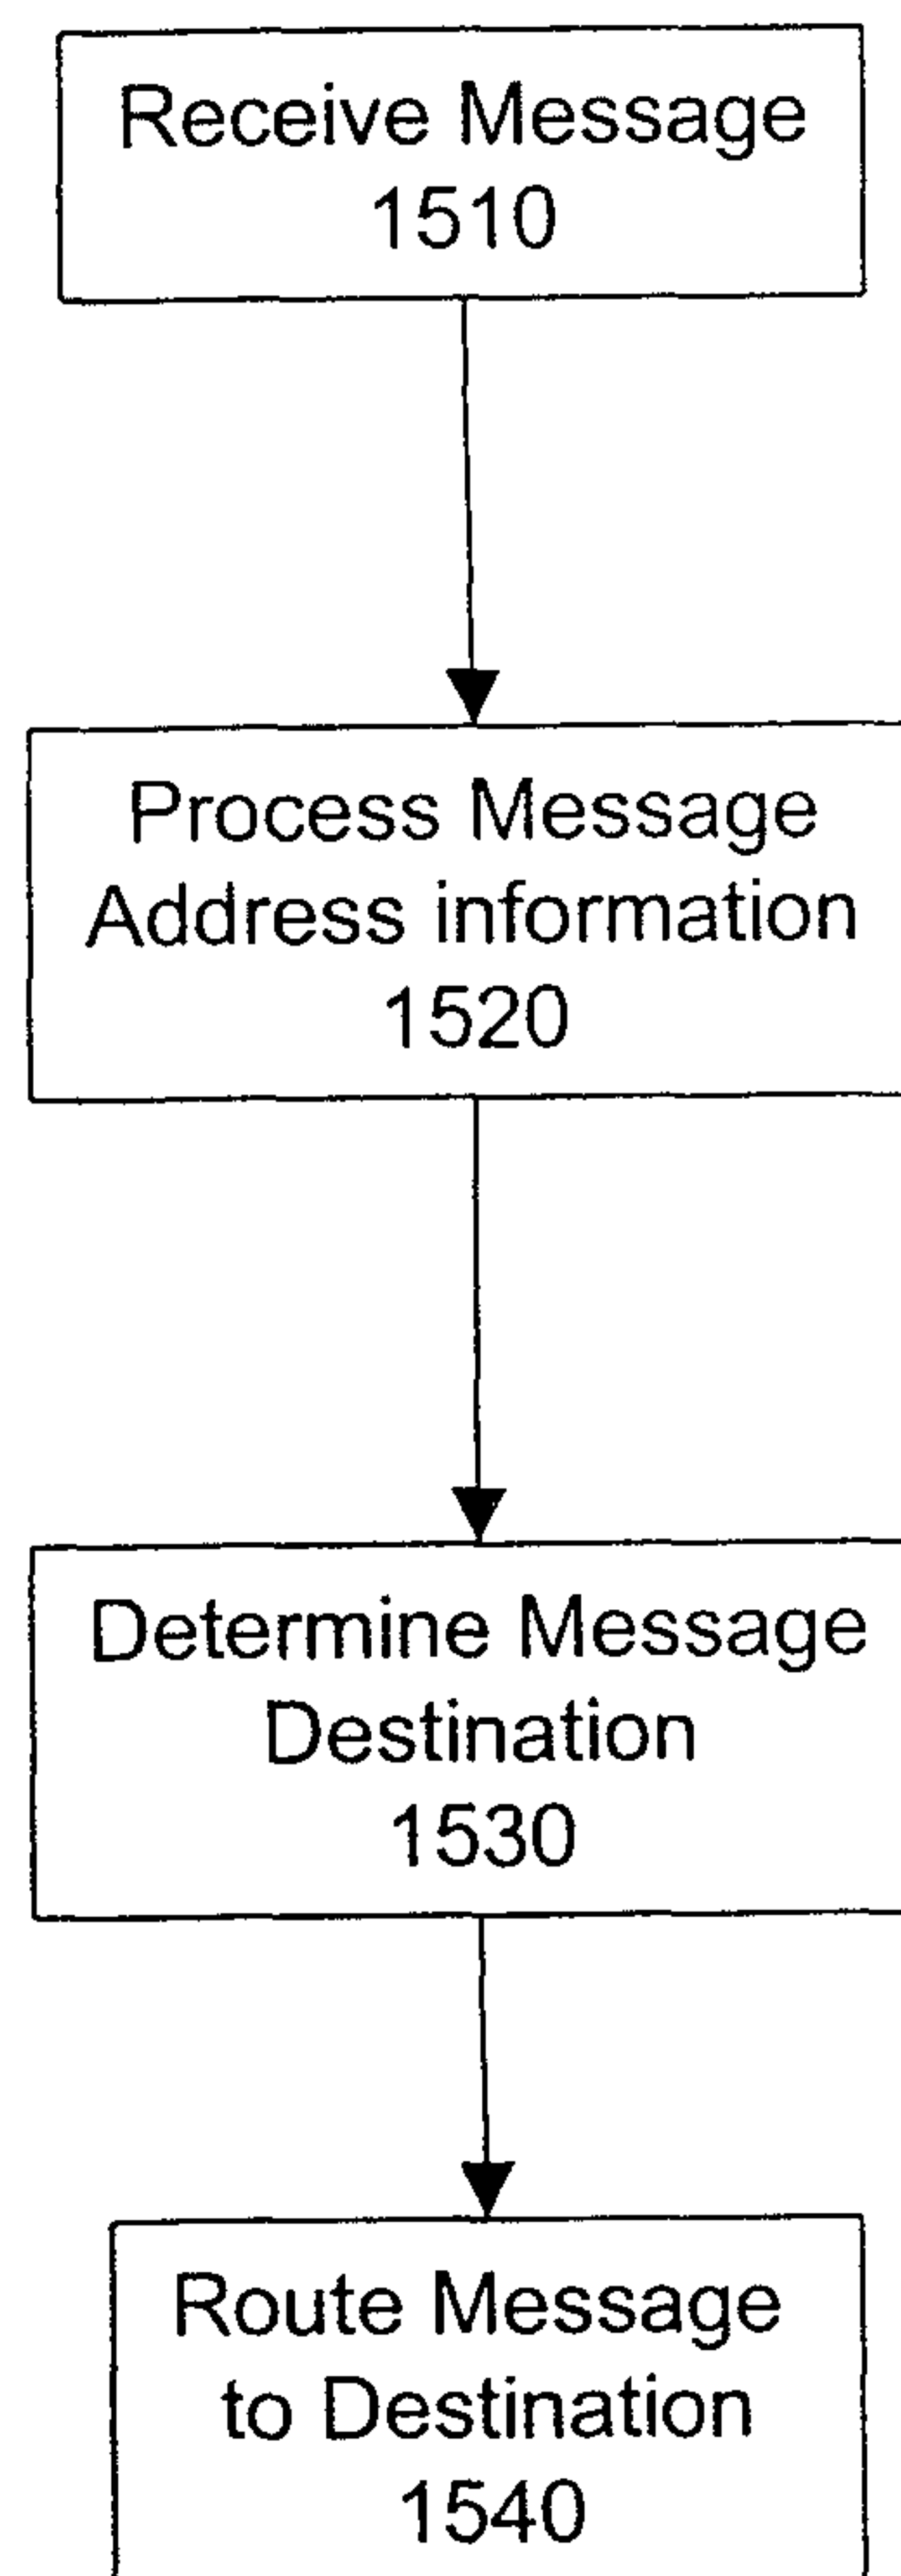 Receive Message
1510
Process Message
Address information
1520
Determine Message
Destination
1530
Route Message
to Destination
1540